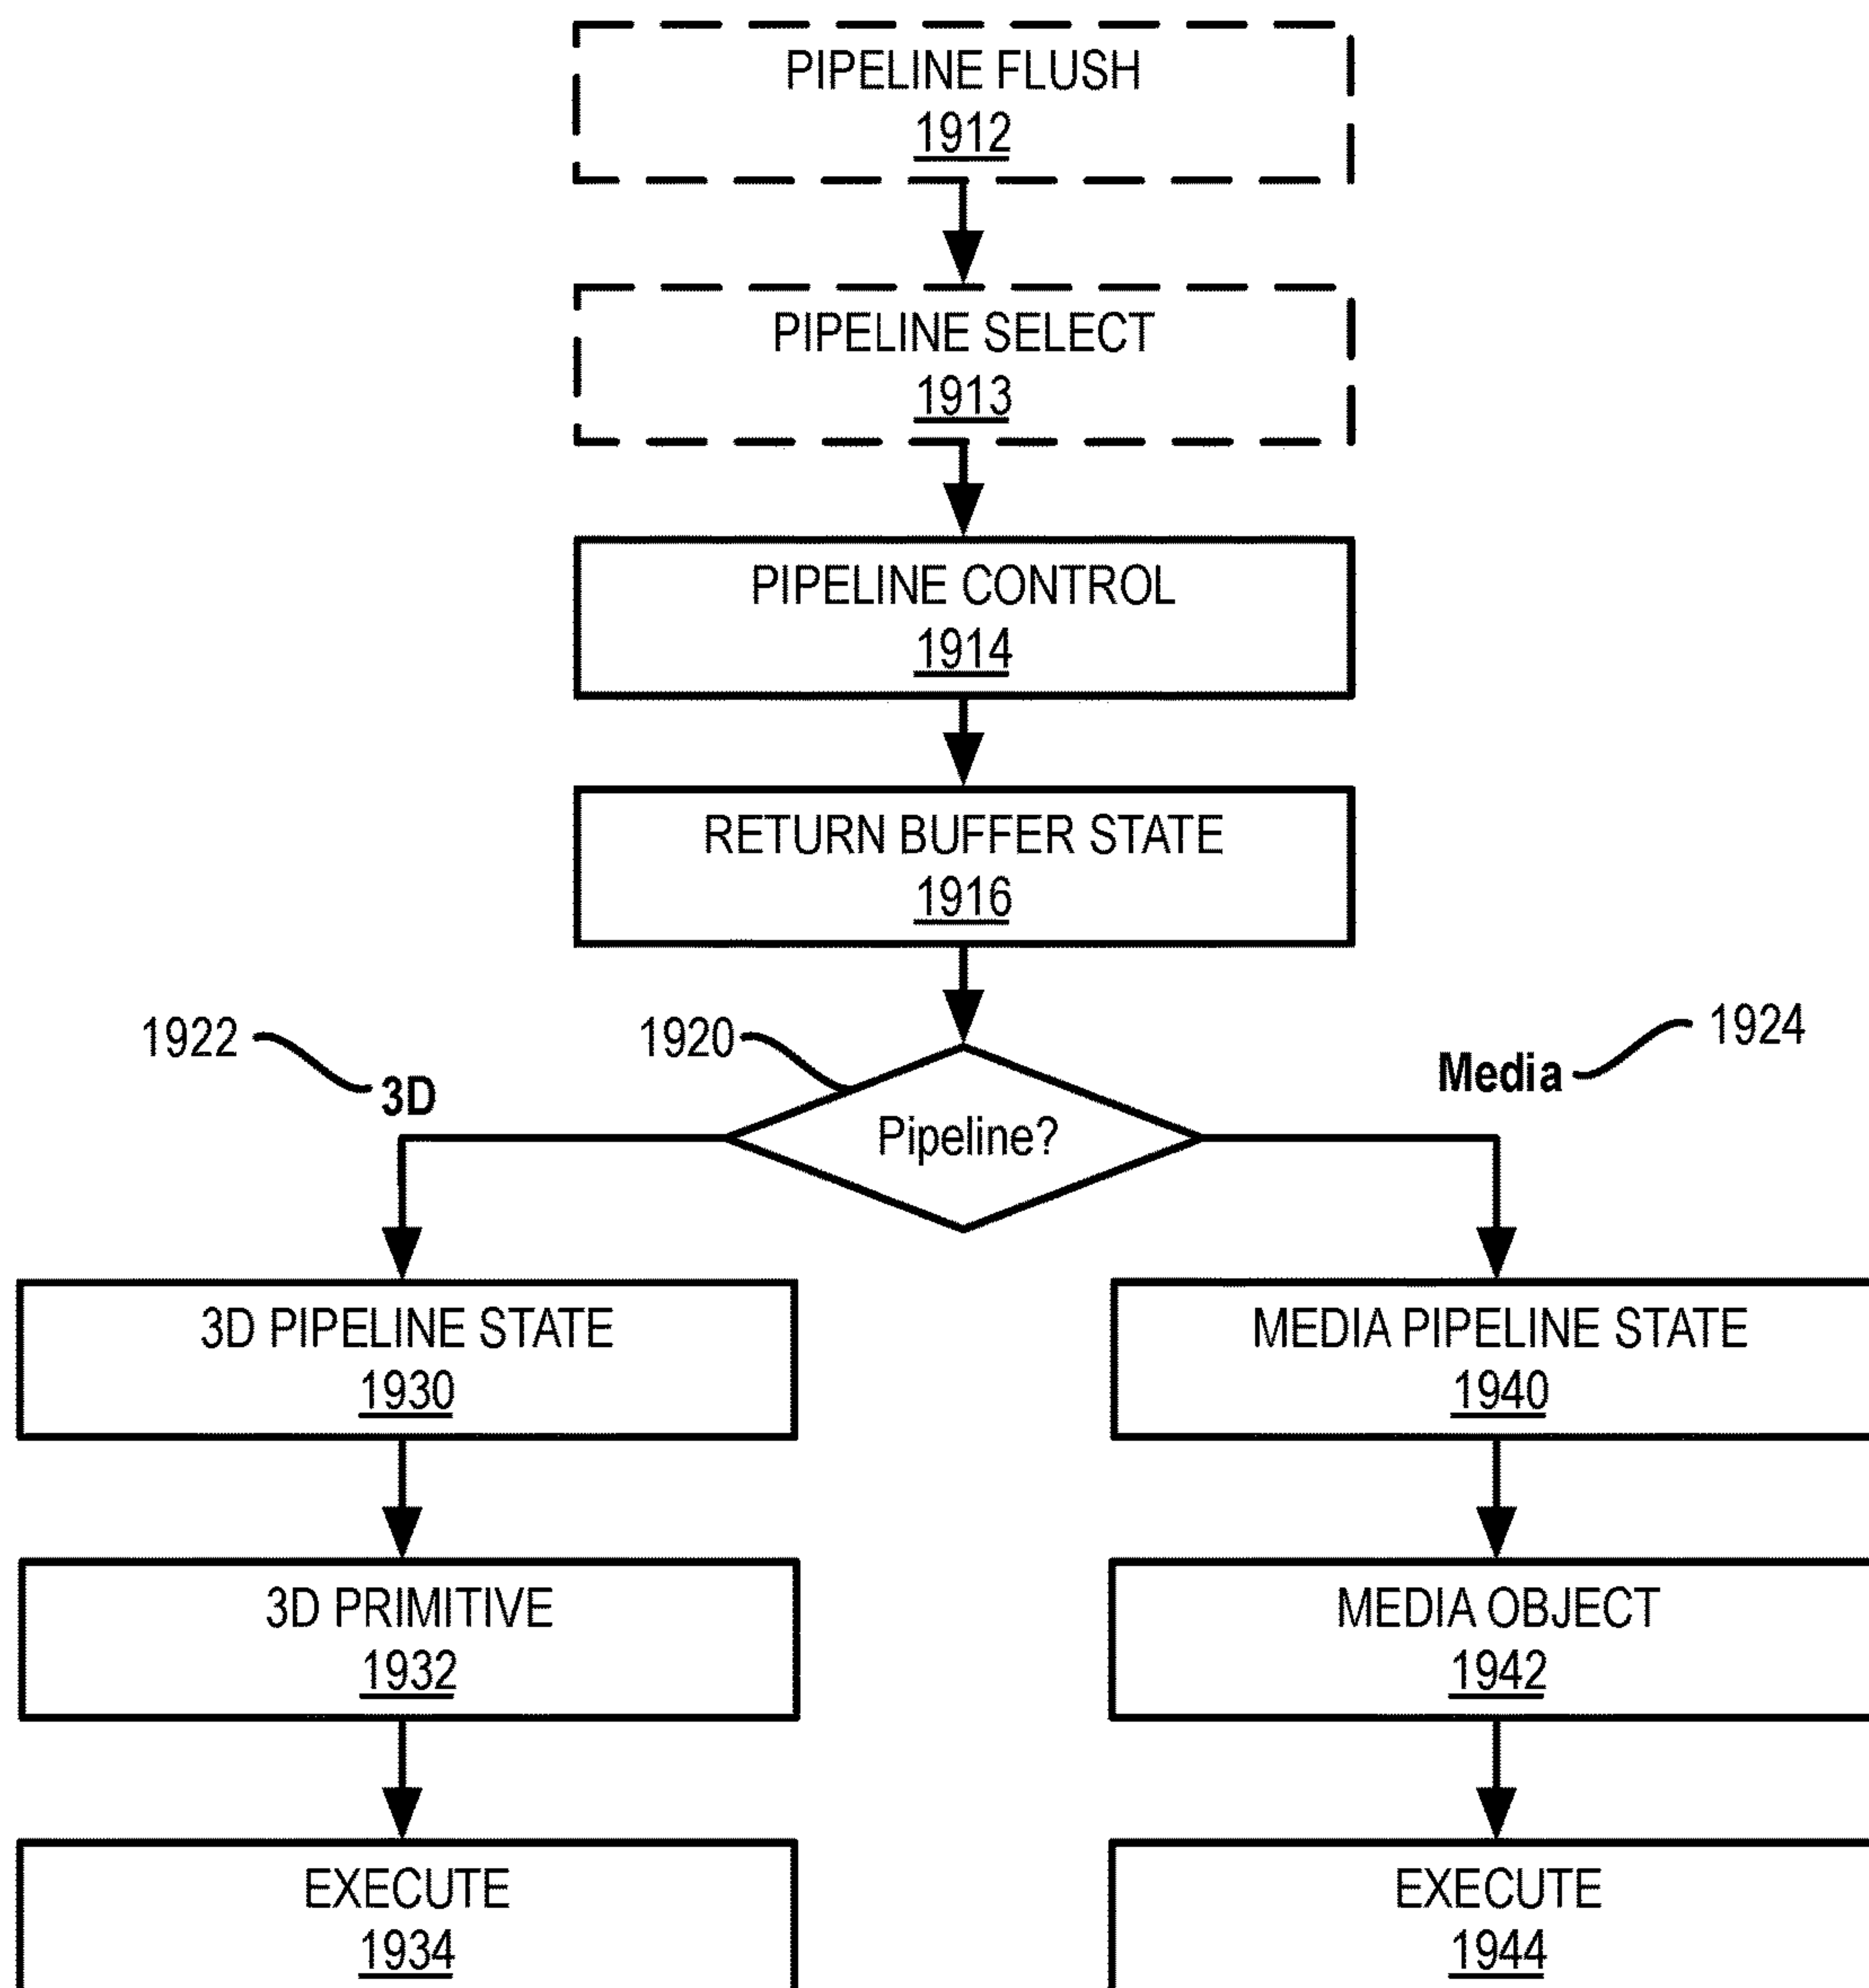 PIPELINE FLUSH
1912
PIPELINE SELECT
1913
PIPELINE CONTROL
1914
RETURN BUFFER STATE
1916
1922
1920
1924
3D
Media
Pipeline?
3D PIPELINE STATE
1930
MEDIA PIPELINE STATE
1940
3D PRIMITIVE
1932
MEDIA OBJECT
1942
EXECUTE
1934
EXECUTE
1944